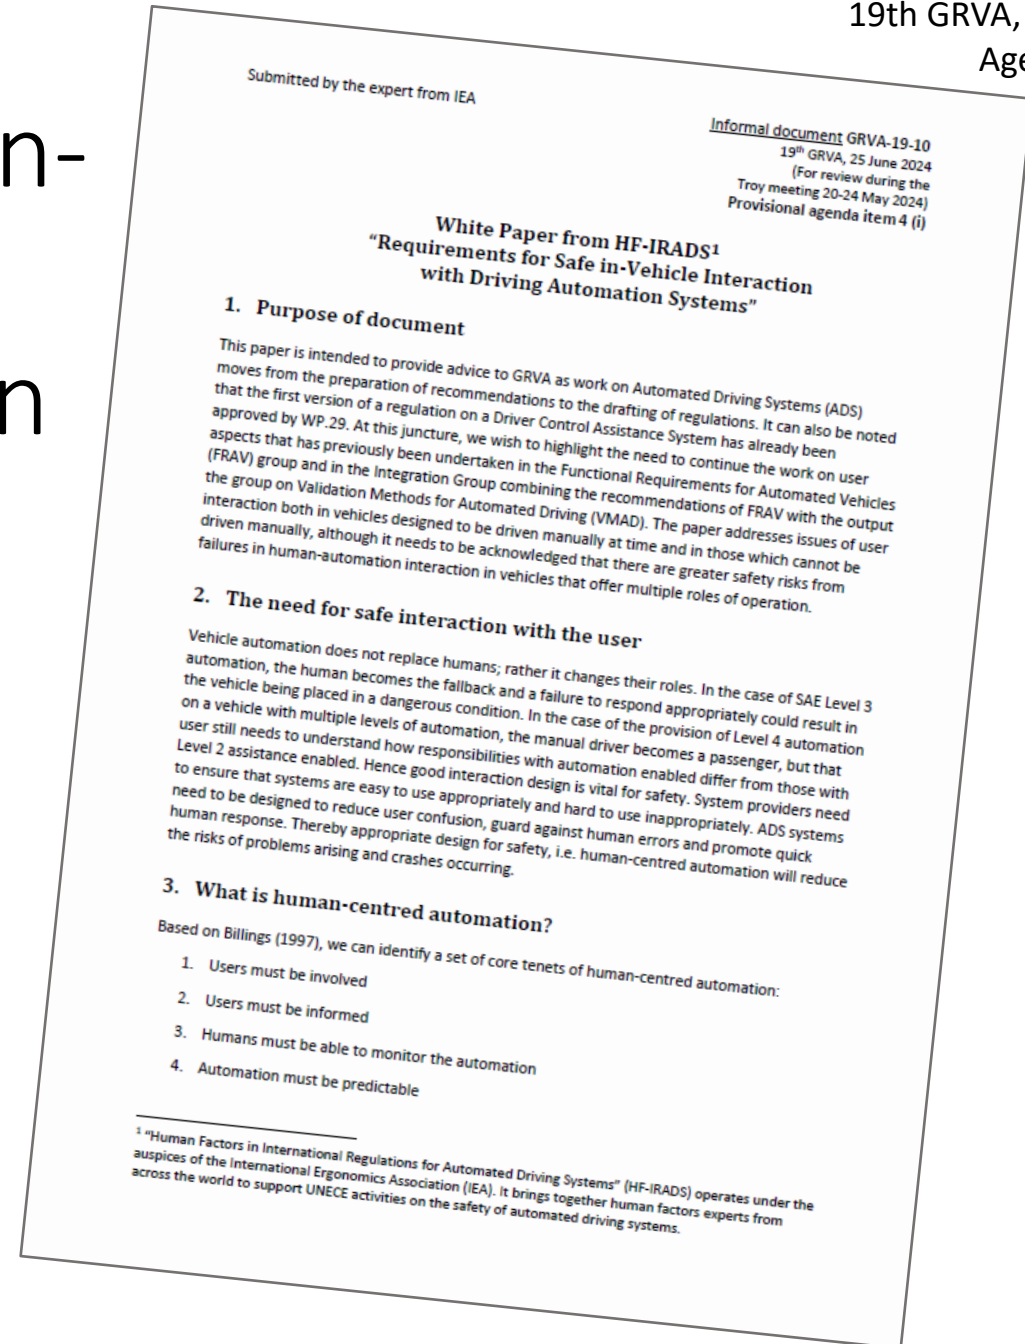 19th GRVA,
Age
n-
n
Submitted by the expert from IEA
Informal document GRVA-19-10
19th GRVA, 25 June 2024
(For review during the
Troy meeting 20-24 May 2024)
Provisional agenda item 4 (i)
White Paper from HF-IRADS1
“Requirements for Safe in-Vehicle Interaction
with Driving Automation Systems”
1. Purpose of document
This paper is intended to provide advice to GRVA as work on Automated Driving Systems (ADS)
moves from the preparation of recommendations to the drafting of regulations. It can also be noted
that the first version of a regulation on a Driver Control Assistance System has already been
approved by WP.29. At this juncture, we wish to highlight the need to continue the work on user
aspects that has previously been undertaken in the Functional Requirements for Automated Vehicles
(FRAV) group and in the Integration Group combining the recommendations of FRAV with the output
the group on Validation Methods for Automated Driving (VMAD). The paper addresses issues of user
interaction both in vehicles designed to be driven manually at time and in those which cannot be
driven manually, although it needs to be acknowledged that there are greater safety risks from
failures in human-automation interaction in vehicles that offer multiple roles of operation.
2. The need for safe interaction with the user
Vehicle automation does not replace humans; rather it changes their roles. In the case of SAE Level 3
automation, the human becomes the fallback and a failure to respond appropriately could result in
the vehicle being placed in a dangerous condition. In the case of the provision of Level 4 automation
on a vehicle with multiple levels of automation, the manual driver becomes a passenger, but that
user still needs to understand how responsibilities with automation enabled differ from those with
Level 2 assistance enabled. Hence good interaction design is vital for safety. System providers need
to ensure that systems are easy to use appropriately and hard to use inappropriately. ADS systems
need to be designed to reduce user confusion, guard against human errors and promote quick
human response. Thereby appropriate design for safety, i.e. human-centred automation will reduce
the risks of problems arising and crashes occurring.
3. What is human-centred automation?
Based on Billings (1997), we can identify a set of core tenets of human-centred automation:
1. Users must be involved
2. Users must be informed
3. Humans must be able to monitor the automation
4. Automation must be predictable
1 “Human Factors in International Regulations for Automated Driving Systems” (HF-IRADS) operates under the
auspices of the International Ergonomics Association (IEA). It brings together human factors experts from
across the world to support UNECE activities on the safety of automated driving systems.